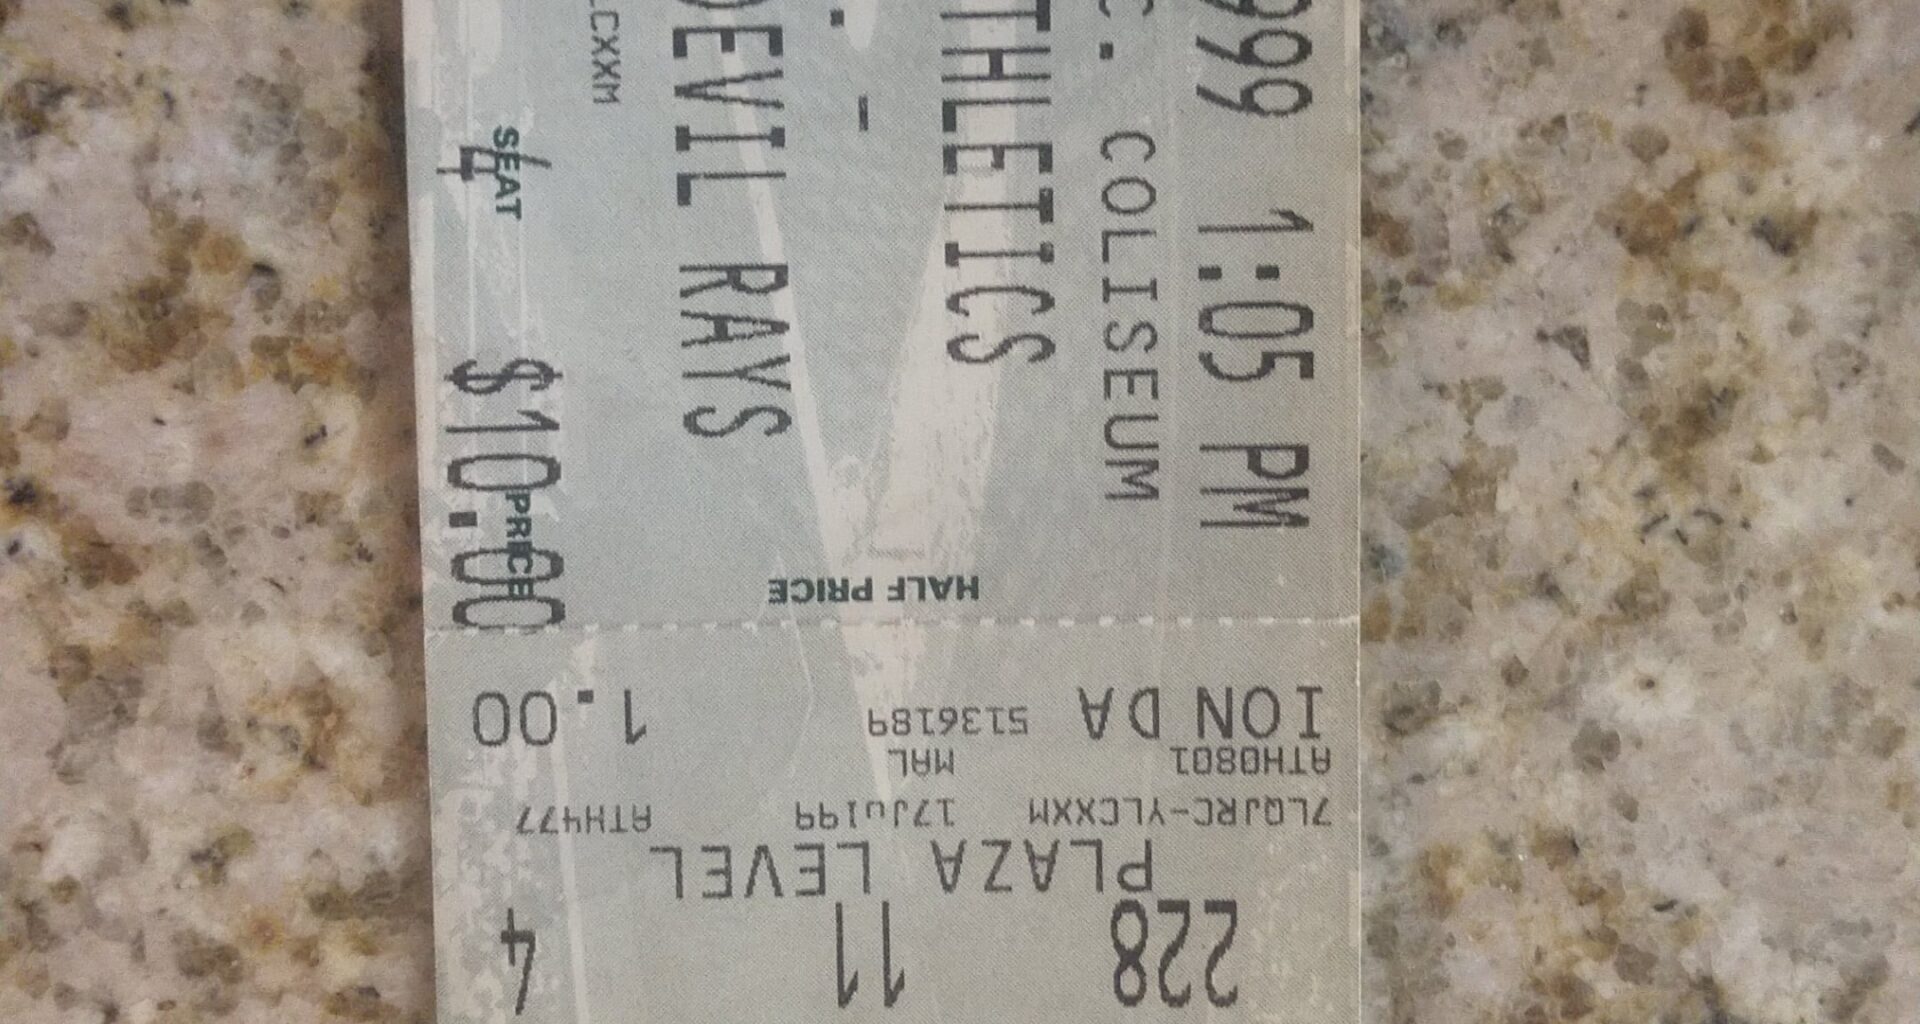 999 1:05 PM
C. COLISEUM
THLETICS
. -
DEVIL RAYS
LCXXM
SEAT PRICE
4 $10.00
HALF PRICE
228 11 4
PLAZA LEVEL
7LQJRC-YLCXXM 17Jul99 ATH477
ATH0801 MAL
ION DA 5136189 1.00